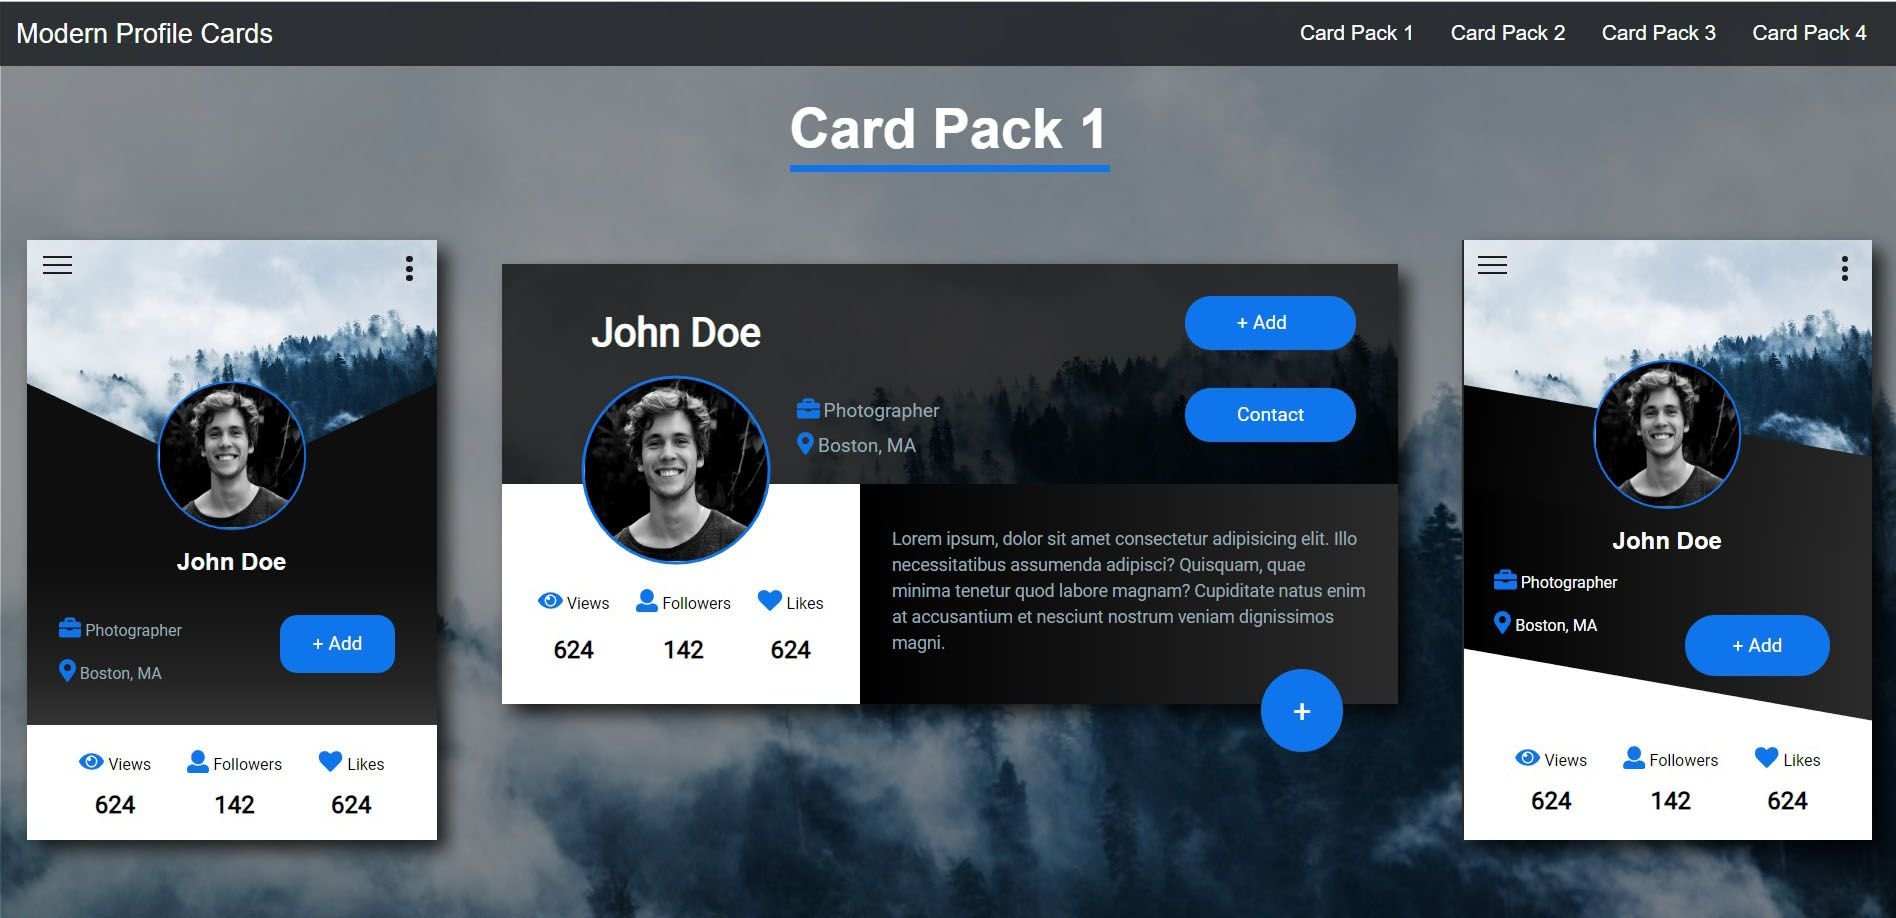 Modern Profile Cards
Card Pack 1
Card Pack 2
Card Pack 3
Card Pack 4
Card Pack 1
John Doe
Photographer
Boston, MA
+ Add
Views
Followers
Likes
624
142
624
John Doe
+ Add
Photographer
Contact
Boston, MA
Views
Followers
Likes
624
142
624
Lorem ipsum, dolor sit amet consectetur adipisicing elit. Illo
necessitatibus assumenda adipisci? Quisquam, quae
minima tenetur quod labore magnam? Cupiditate natus enim
at accusantium et nesciunt nostrum veniam dignissimos
magni.
+
John Doe
Photographer
Boston, MA
+ Add
Views
Followers
Likes
624
142
624